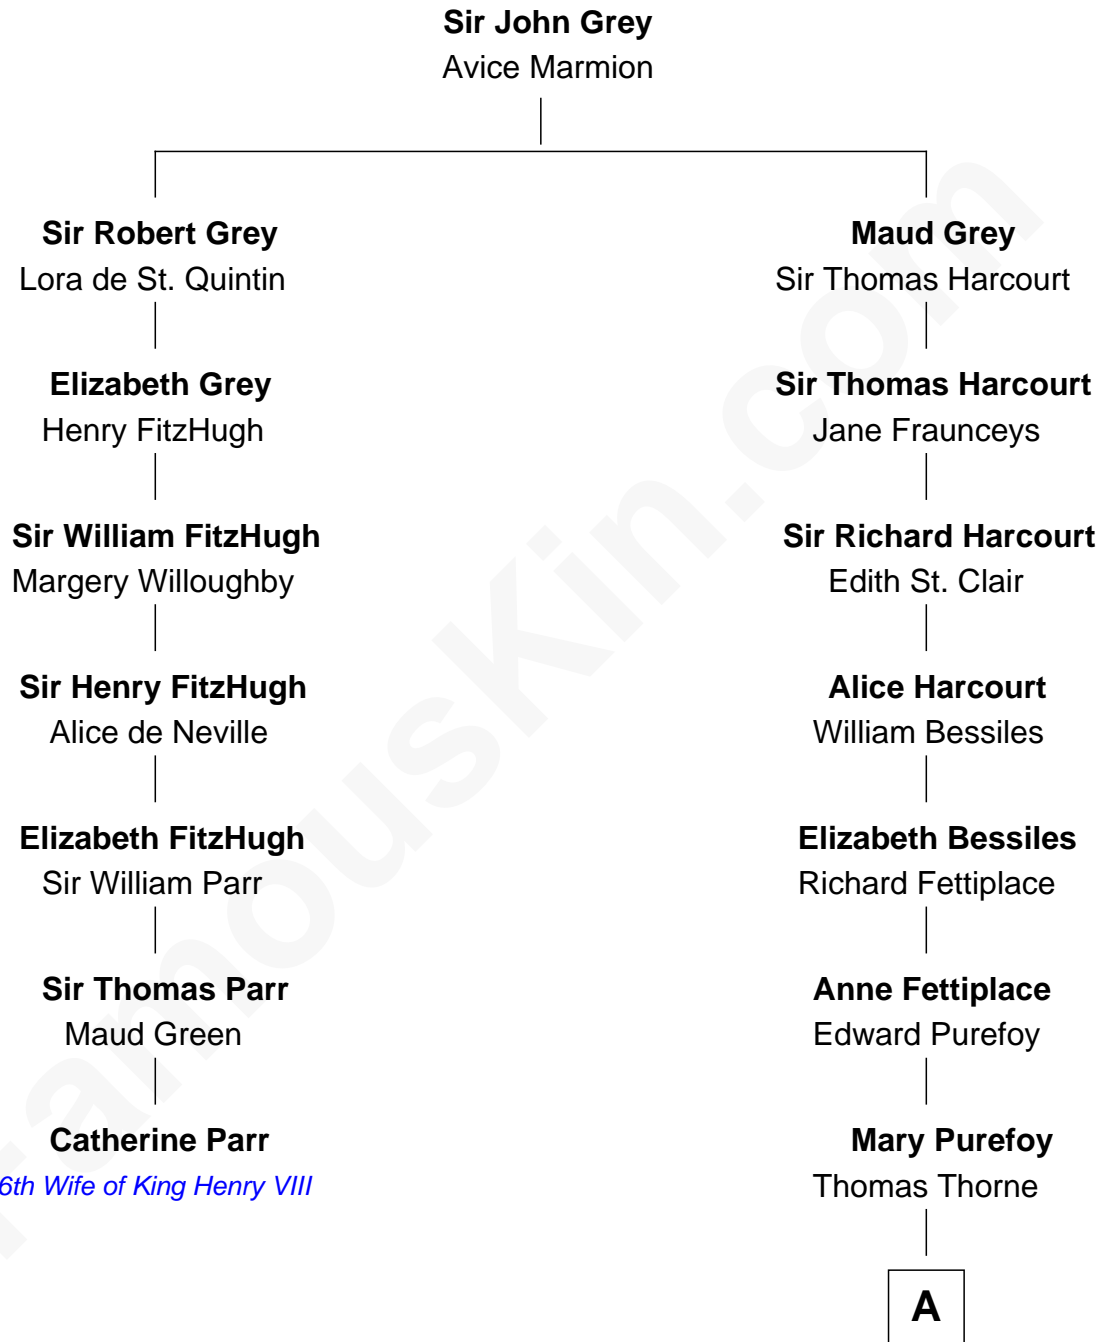 Sir John Grey
Avice Marmion
Sir Robert Grey
Lora de St. Quintin
Maud Grey
Sir Thomas Harcourt
Elizabeth Grey
Henry FitzHugh
Sir Thomas Harcourt
Jane Fraunceys
Sir William FitzHugh
Margery Willoughby
Sir Richard Harcourt
Edith St. Clair
Sir Henry FitzHugh
Alice de Neville
Alice Harcourt
William Bessiles
Elizabeth FitzHugh
Sir William Parr
Elizabeth Bessiles
Richard Fettiplace
Sir Thomas Parr
Maud Green
Anne Fettiplace
Edward Purefoy
Catherine Parr
6th Wife of King Henry VIII
Mary Purefoy
Thomas Thorne
A
FamousKin.com